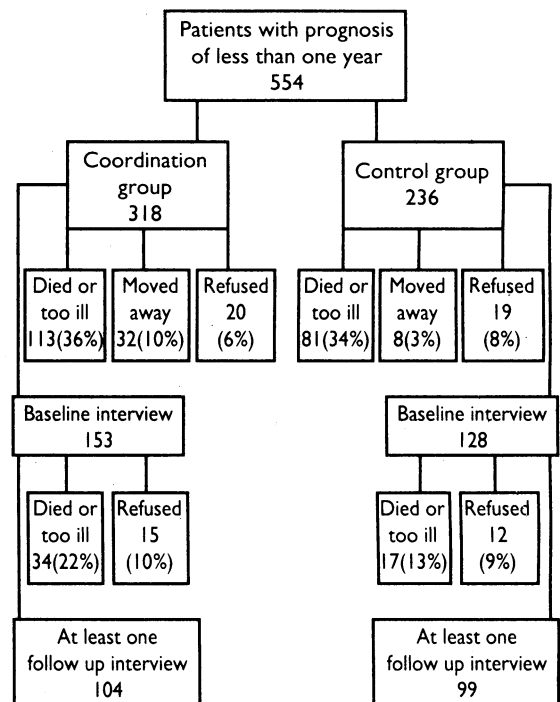 Patients with prognosis
of less than one year
554
Coordination
group
318
Control group
236
Died or
too ill
113(36%)
Moved
away
32(10%)
Refused
20
(6%)
Died or
too ill
81(34%)
Moved
away
8(3%)
Refused
19
(8%)
Baseline interview
153
Baseline interview
128
Died or
too ill
34(22%)
Refused
15
(10%)
Died or
too ill
17(13%)
Refused
12
(9%)
At least one
follow up interview
104
At least one
follow up interview
99